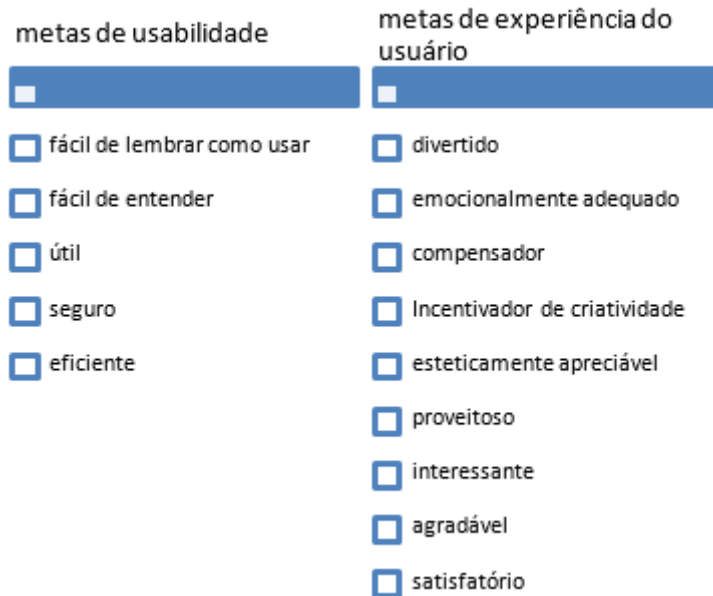 metas de usabilidade
fácil de lembrar como usar
fácil de entender
útil
seguro
eficiente
metas de experiência do
usuário
divertido
emocionalmente adequado
compensador
Incentivador de criatividade
esteticamente apreciável
proveitoso
interessante
agradável
satisfatório